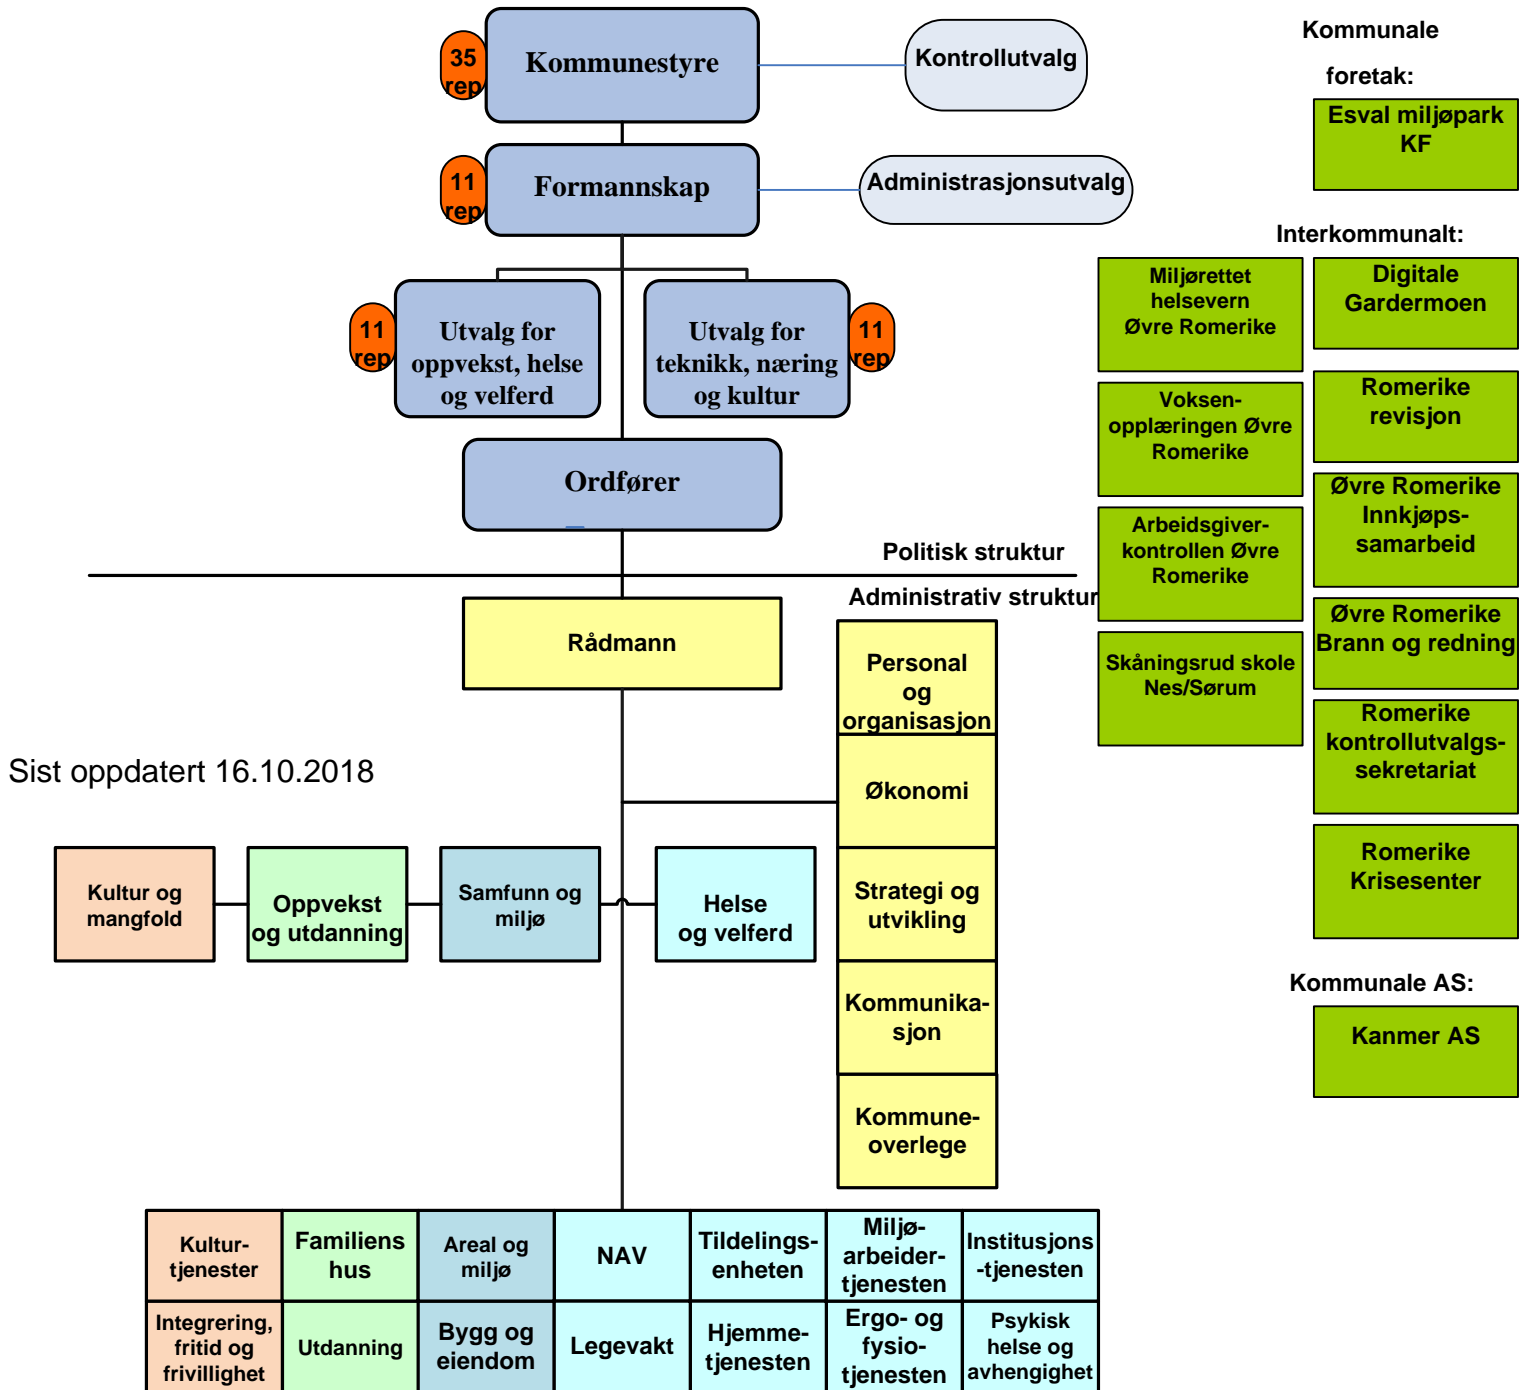 35
rep
Kommunestyre
Kontrollutvalg
11
rep
Formannskap
Administrasjonsutvalg
11
rep
Utvalg for
oppvekst, helse
og velferd
Utvalg for
teknikk, næring
og kultur
11
rep
Ordfører
Politisk struktur
Administrativ struktur
Rådmann
Personal
og
organisasjon
Økonomi
Strategi og
utvikling
Kommunika-
sjon
Kommune-
overlege
Sist oppdatert 16.10.2018
Kultur og
mangfold
Oppvekst
og utdanning
Samfunn og
miljø
Helse
og velferd
Kultur-
tjenester
Familiens
hus
Areal og
miljø
NAV
Tildelings-
enheten
Miljø-
arbeider-
tjenesten
Institusjons
-tjenesten
Integrering,
fritid og
frivillighet
Utdanning
Bygg og
eiendom
Legevakt
Hjemme-
tjenesten
Ergo- og
fysio-
tjenesten
Psykisk
helse og
avhengighet
Kommunale
foretak:
Esval miljøpark
KF
Interkommunalt:
Miljørettet
helsevern
Øvre Romerike
Voksen-
opplæringen Øvre
Romerike
Arbeidsgiver-
kontrollen Øvre
Romerike
Skåningsrud skole
Nes/Sørum
Digitale
Gardermoen
Romerike
revisjon
Øvre Romerike
Innkjøps-
samarbeid
Øvre Romerike
Brann og redning
Romerike
kontrollutvalgs-
sekretariat
Romerike
Krisesenter
Kommunale AS:
Kanmer AS